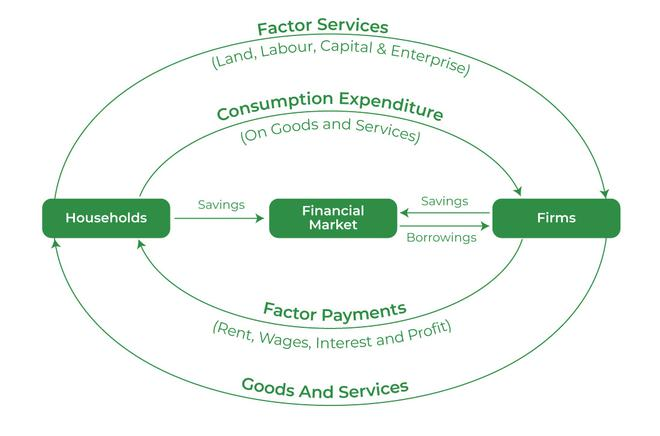 Factor Services
(Land, Labour, Capital & Enterprise)
Consumption Expenditure
(On Goods and Services)
Households
Savings
Financial
Market
Savings
Borrowings
Firms
Factor Payments
(Rent, Wages, Interest and Profit)
Goods And Services